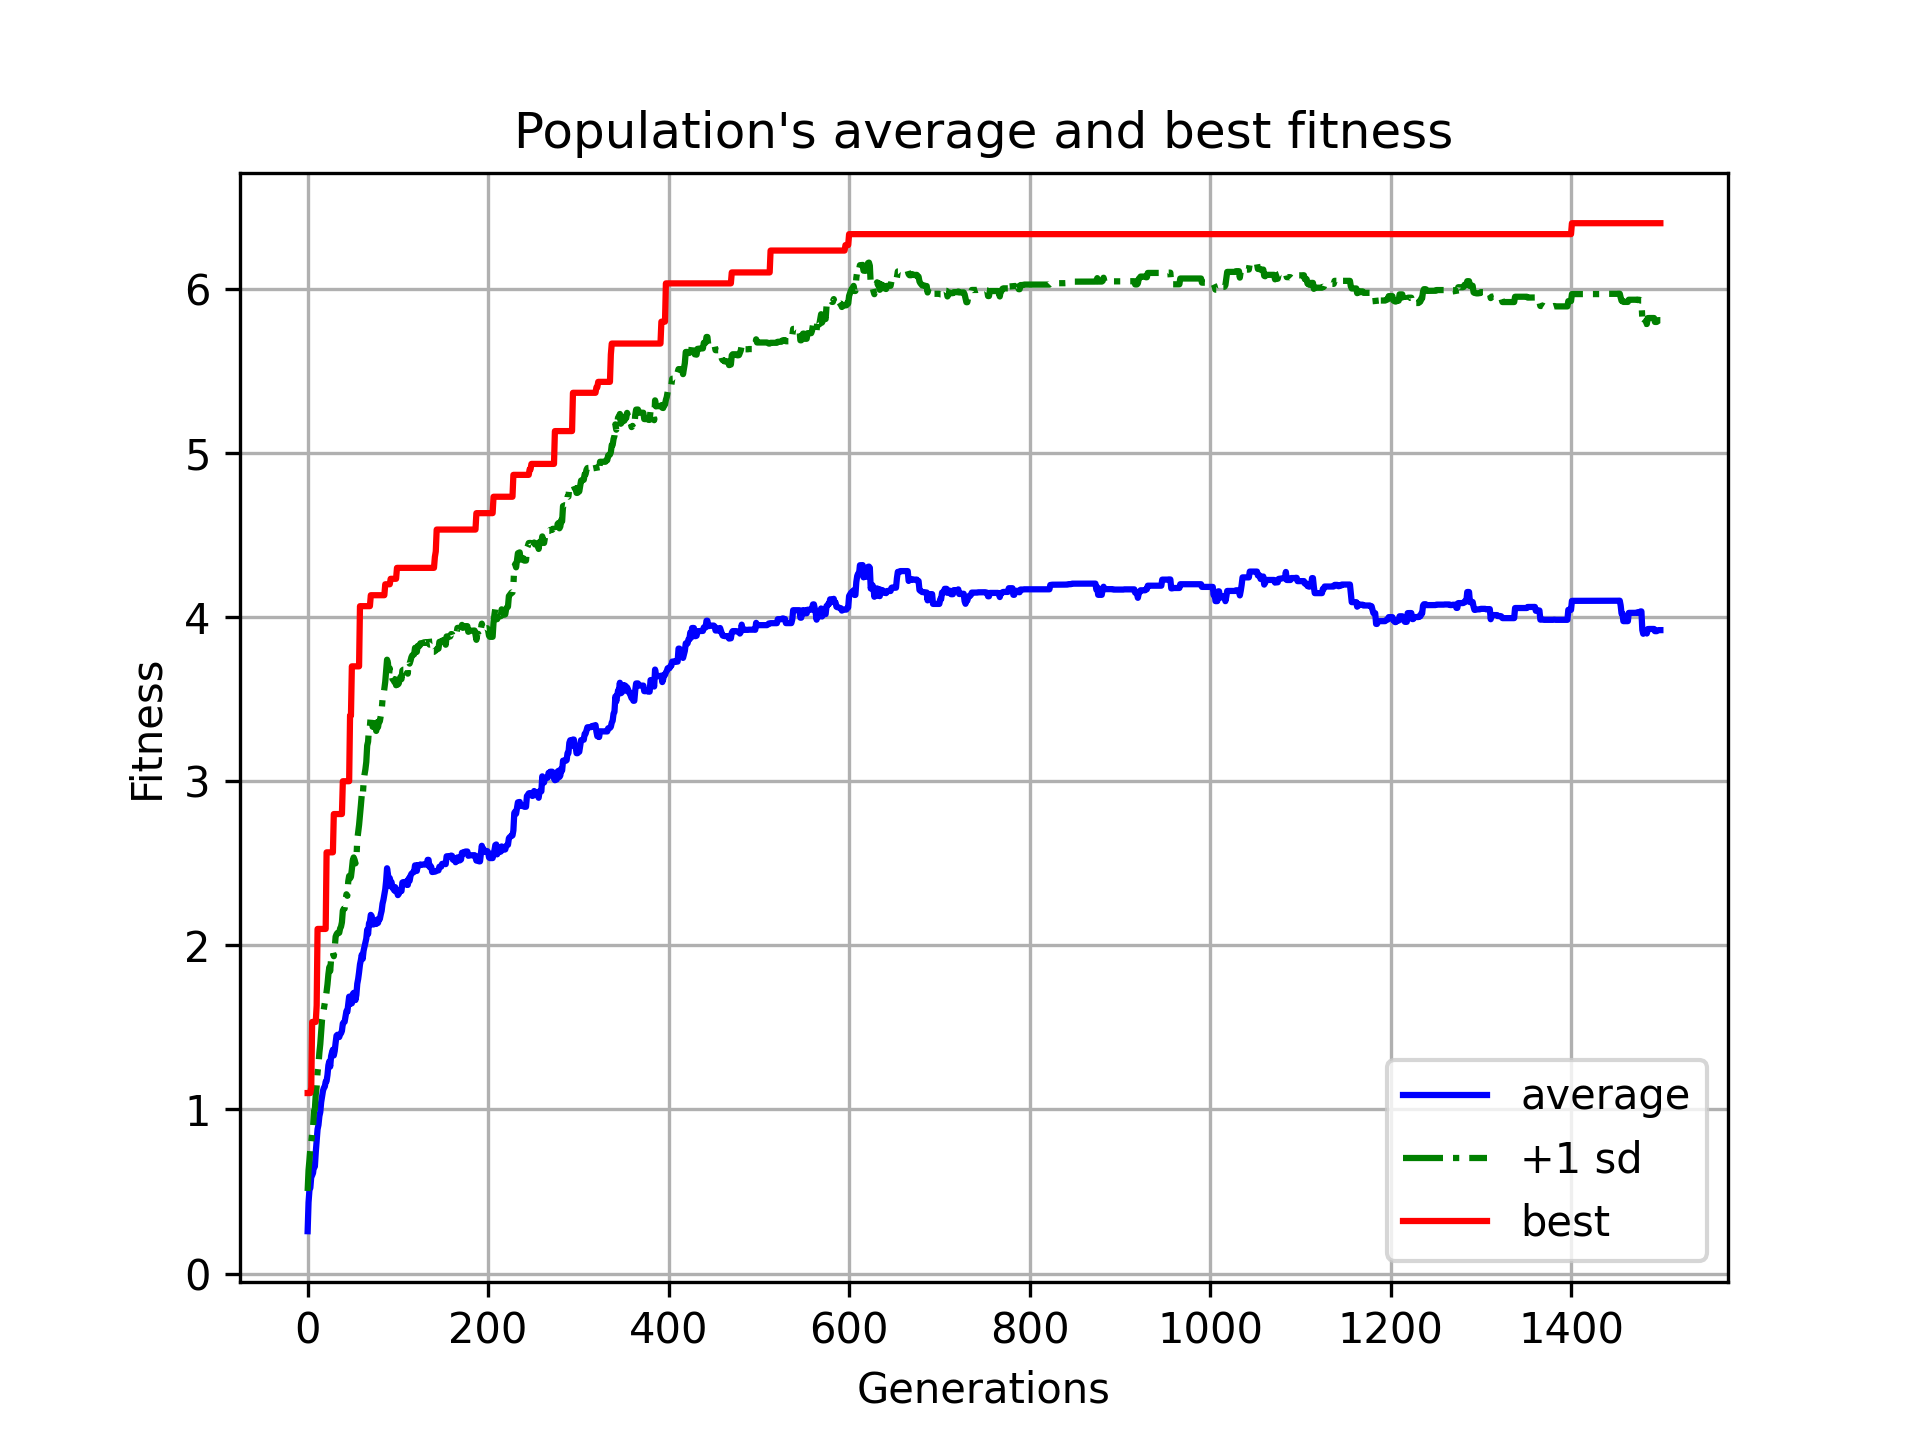 Population's average and best fitness
Fitness
6
5
4
3
2
1
0
0 200 400 600 800 1000 1200 1400
Generations
average
+1 sd
best